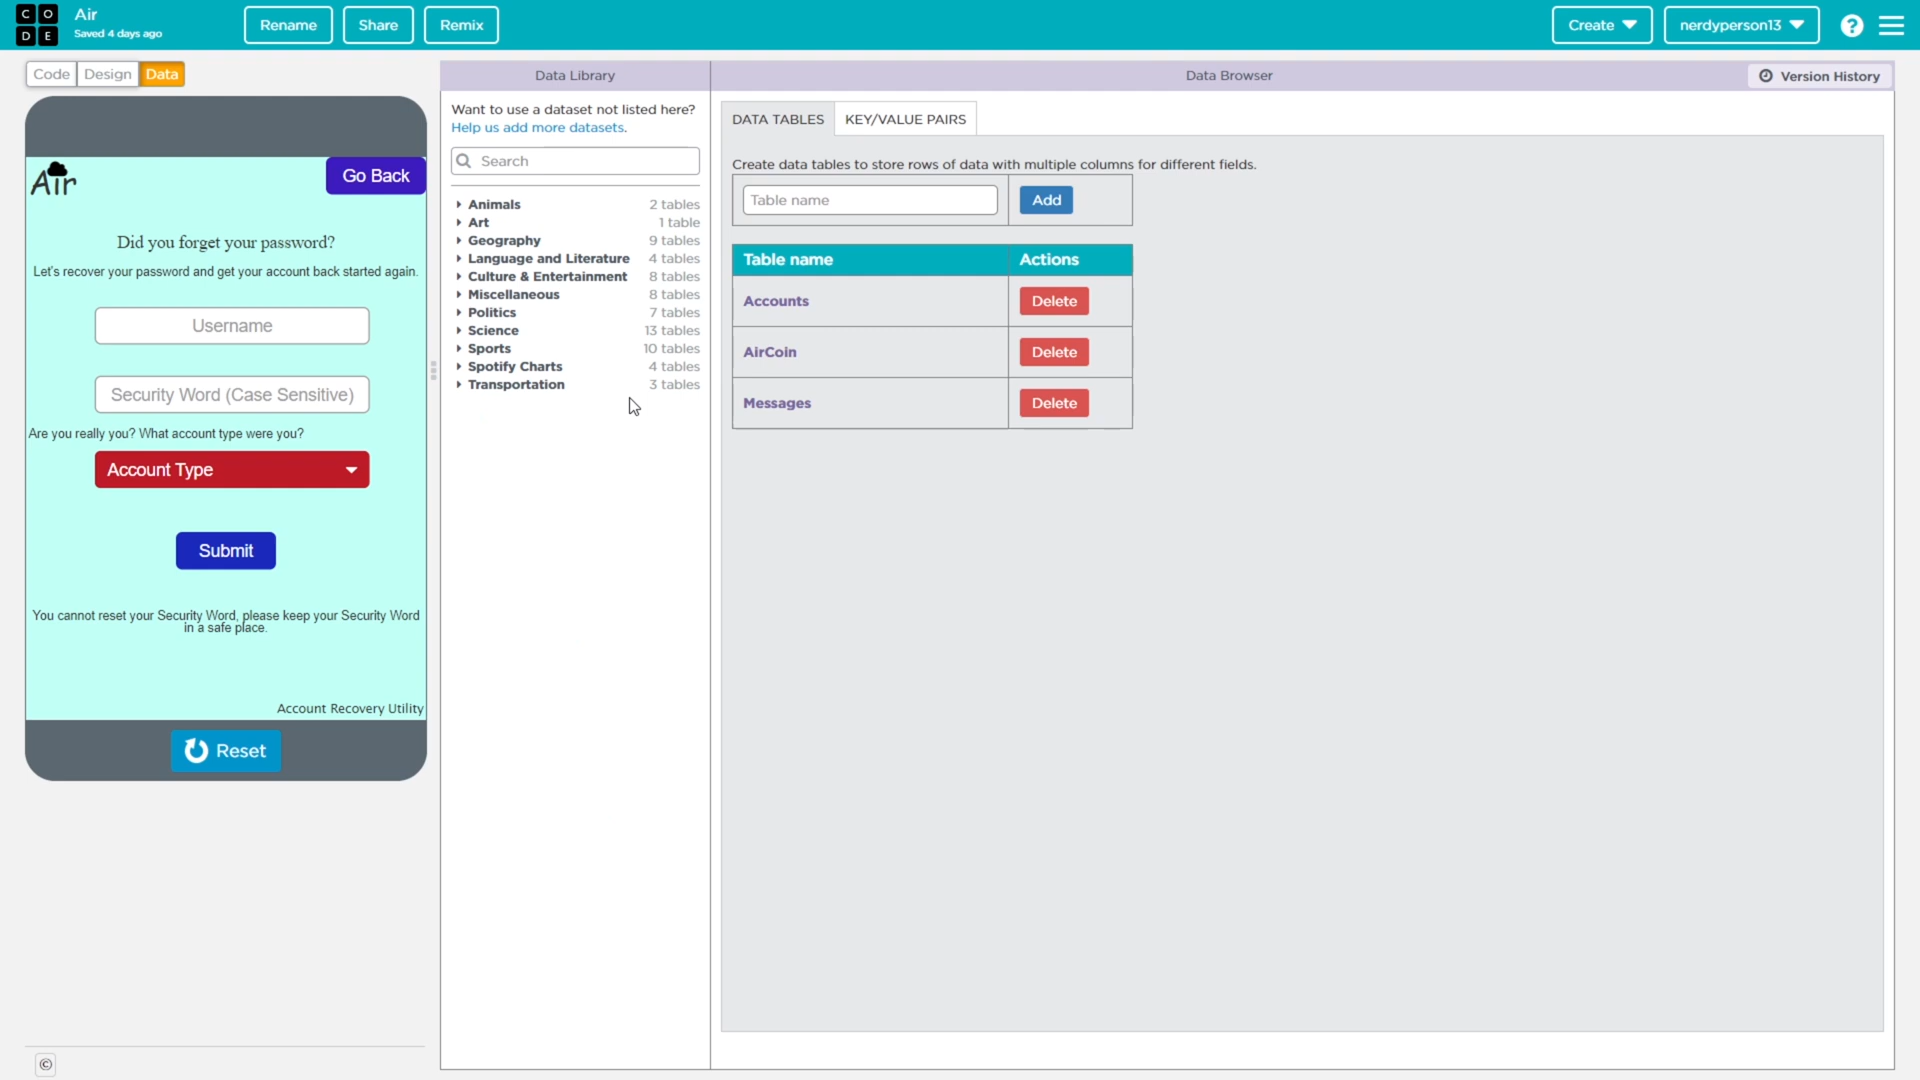 CODE
Air
Saved 4 days ago
Rename
Share
Remix
Create
nerdyperson13
?
Code
Design
Data
Air
Go Back
Did you forget your password?
Let's recover your password and get your account back started again.
Username
Security Word (Case Sensitive)
Are you really you? What account type were you?
Account Type
Submit
You cannot reset your Security Word, please keep your Security Word
in a safe place.
Account Recovery Utility
Reset
©
Data Library
Want to use a dataset not listed here?
Help us add more datasets.
Search
Animals 2 tables
Art 1 table
Geography 9 tables
Language and Literature 4 tables
Culture & Entertainment 8 tables
Miscellaneous 8 tables
Politics 7 tables
Science 13 tables
Sports 10 tables
Spotify Charts 4 tables
Transportation 3 tables
Data Browser
Version History
DATA TABLES
KEY/VALUE PAIRS
Create data tables to store rows of data with multiple columns for different fields.
Table name
Add
Table name Actions
Accounts Delete
AirCoin Delete
Messages Delete